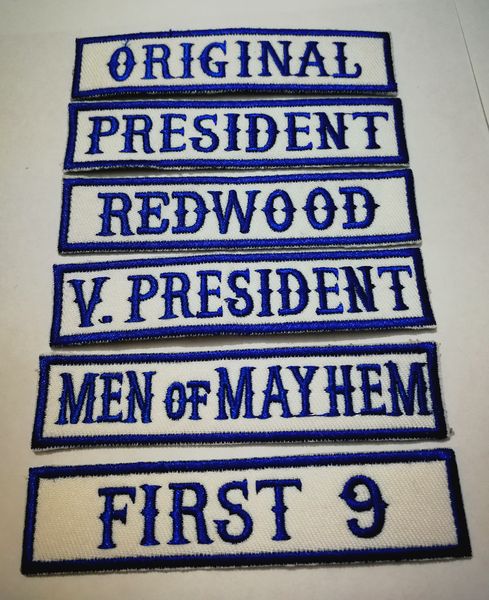 ORIGINAL
PRESIDENT
REDWOOD
V. PRESIDENT
MEN OF MAYHEM
FIRST 9